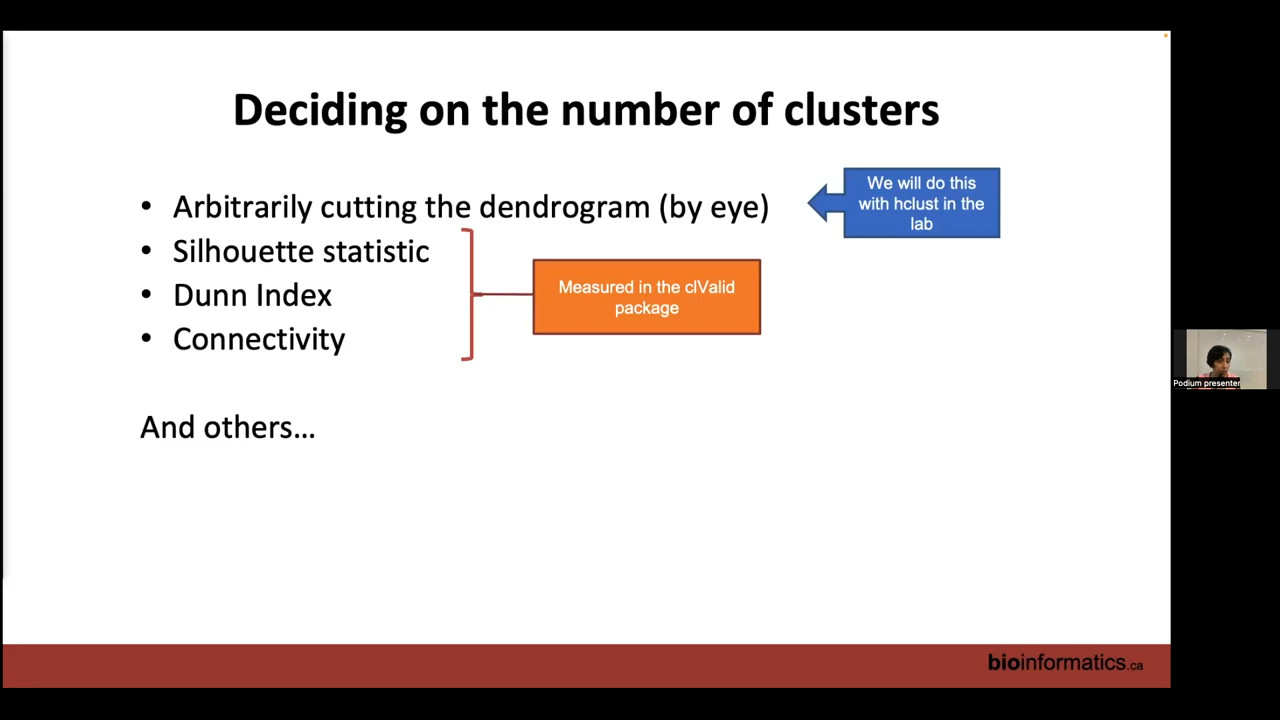 Deciding on the number of clusters
• Arbitrarily cutting the dendrogram (by eye)
We will do this
with hclust in the
lab
• Silhouette statistic
• Dunn Index
• Connectivity
Measured in the clValid
package
And others...
Podium presenter
bioinformatics.ca